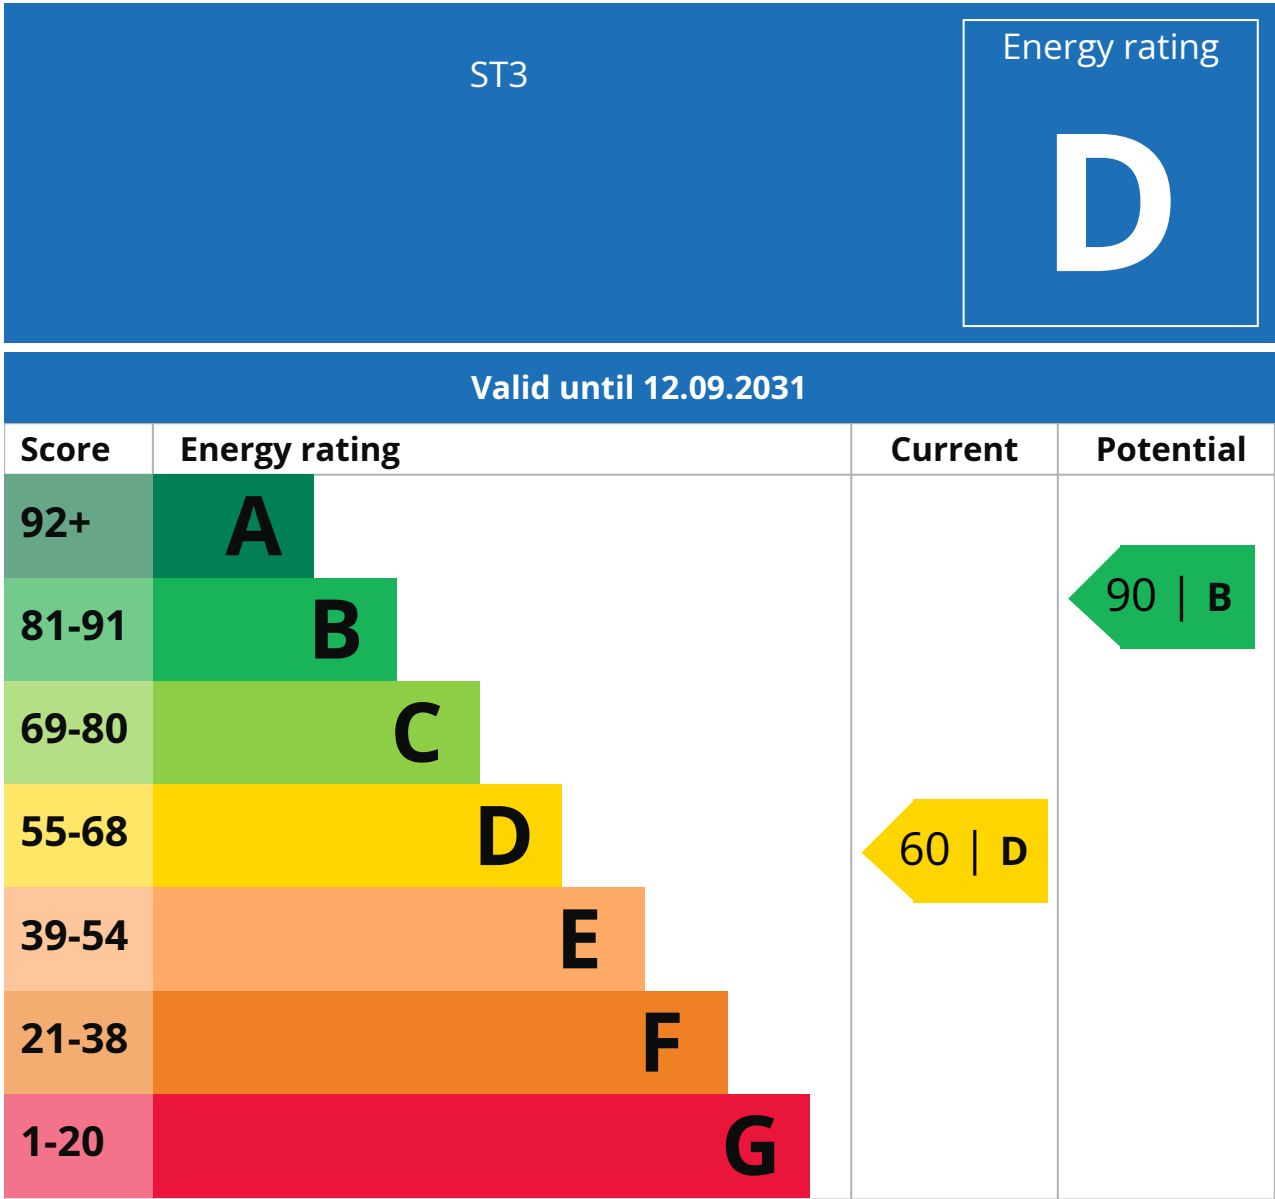 ST3
Energy rating
D
Valid until 12.09.2031
Score Energy rating Current Potential
92+ A
81-91 B
90 | B
69-80 C
55-68 D
60 | D
39-54 E
21-38 F
1-20 G